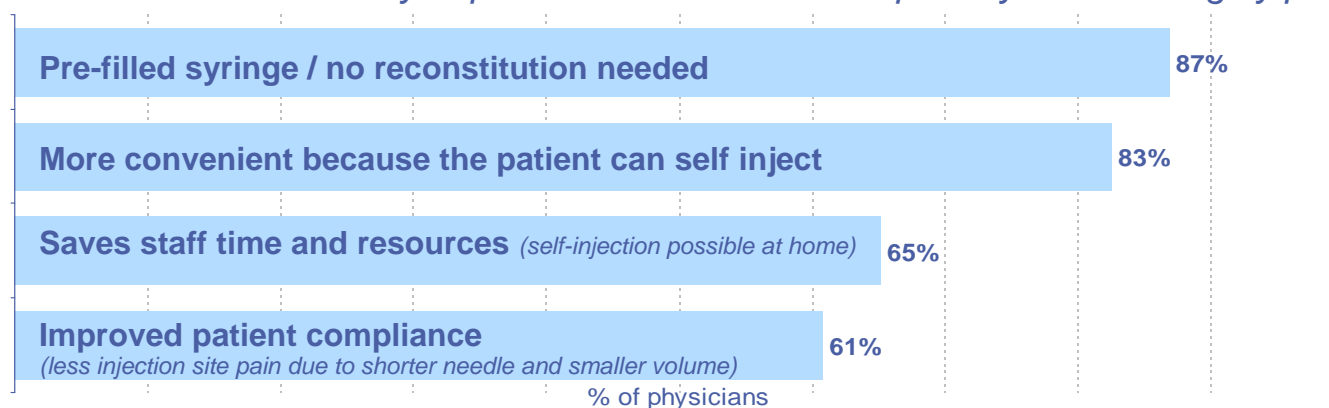 Pre-filled syringe / no reconstitution needed
87%
More convenient because the patient can self inject
83%
Saves staff time and resources (self-injection possible at home)
65%
Improved patient compliance
(less injection site pain due to shorter needle and smaller volume)
61%
% of physicians